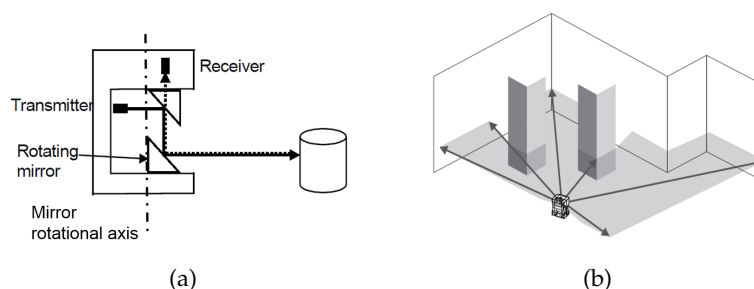 Receiver
Transmitter
Rotating
mirror
Mirror
rotational axis
(a)
(b)